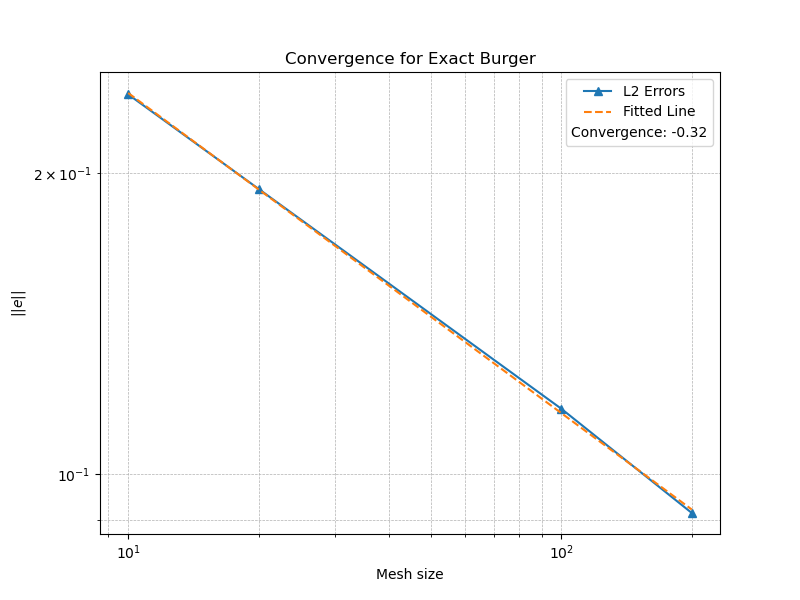 Convergence for Exact Burger
L2 Errors
Fitted Line
Convergence: -0.32
2 × 10⁻¹
10⁻¹
||e||
10¹
10²
Mesh size